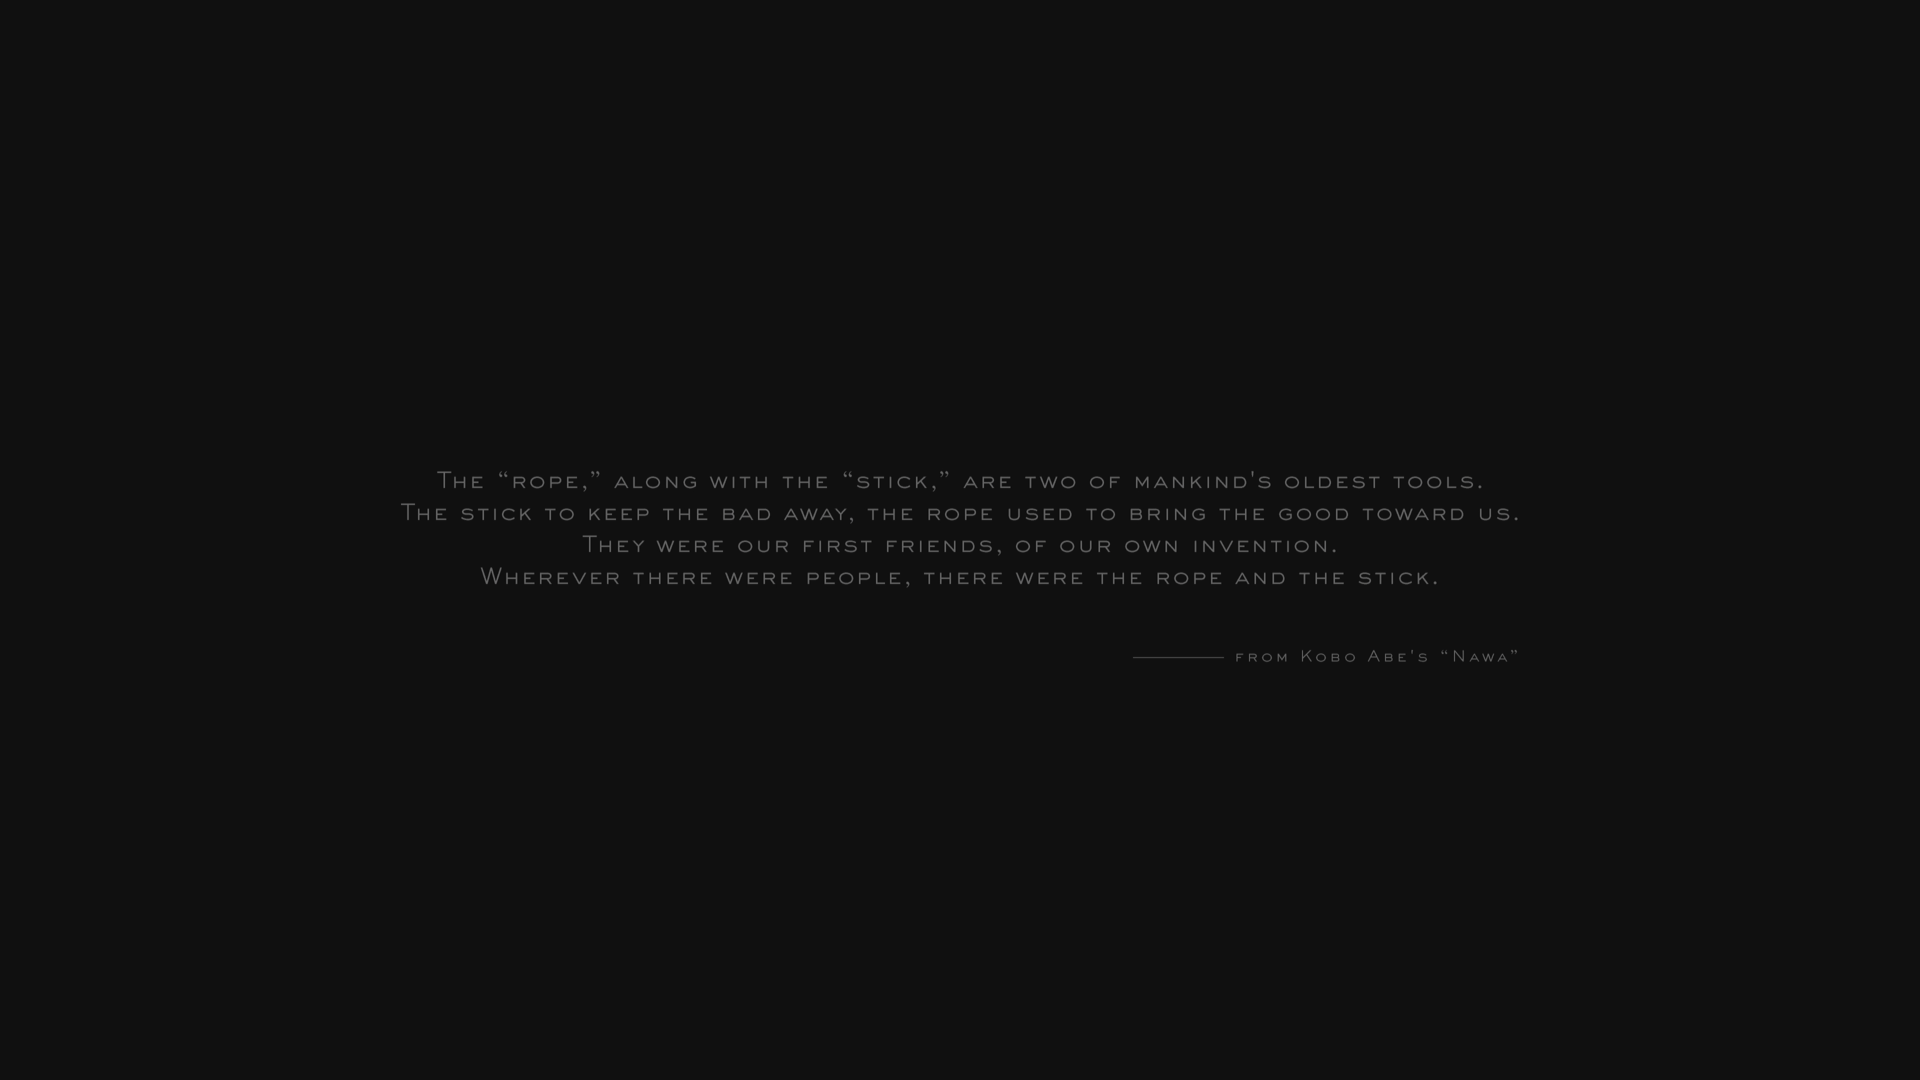 The “rope,” along with the “stick,” are two of mankind's oldest tools.
The stick to keep the bad away, the rope used to bring the good toward us.
They were our first friends, of our own invention.
Wherever there were people, there were the rope and the stick.
from Kobo Abe's “Nawa”